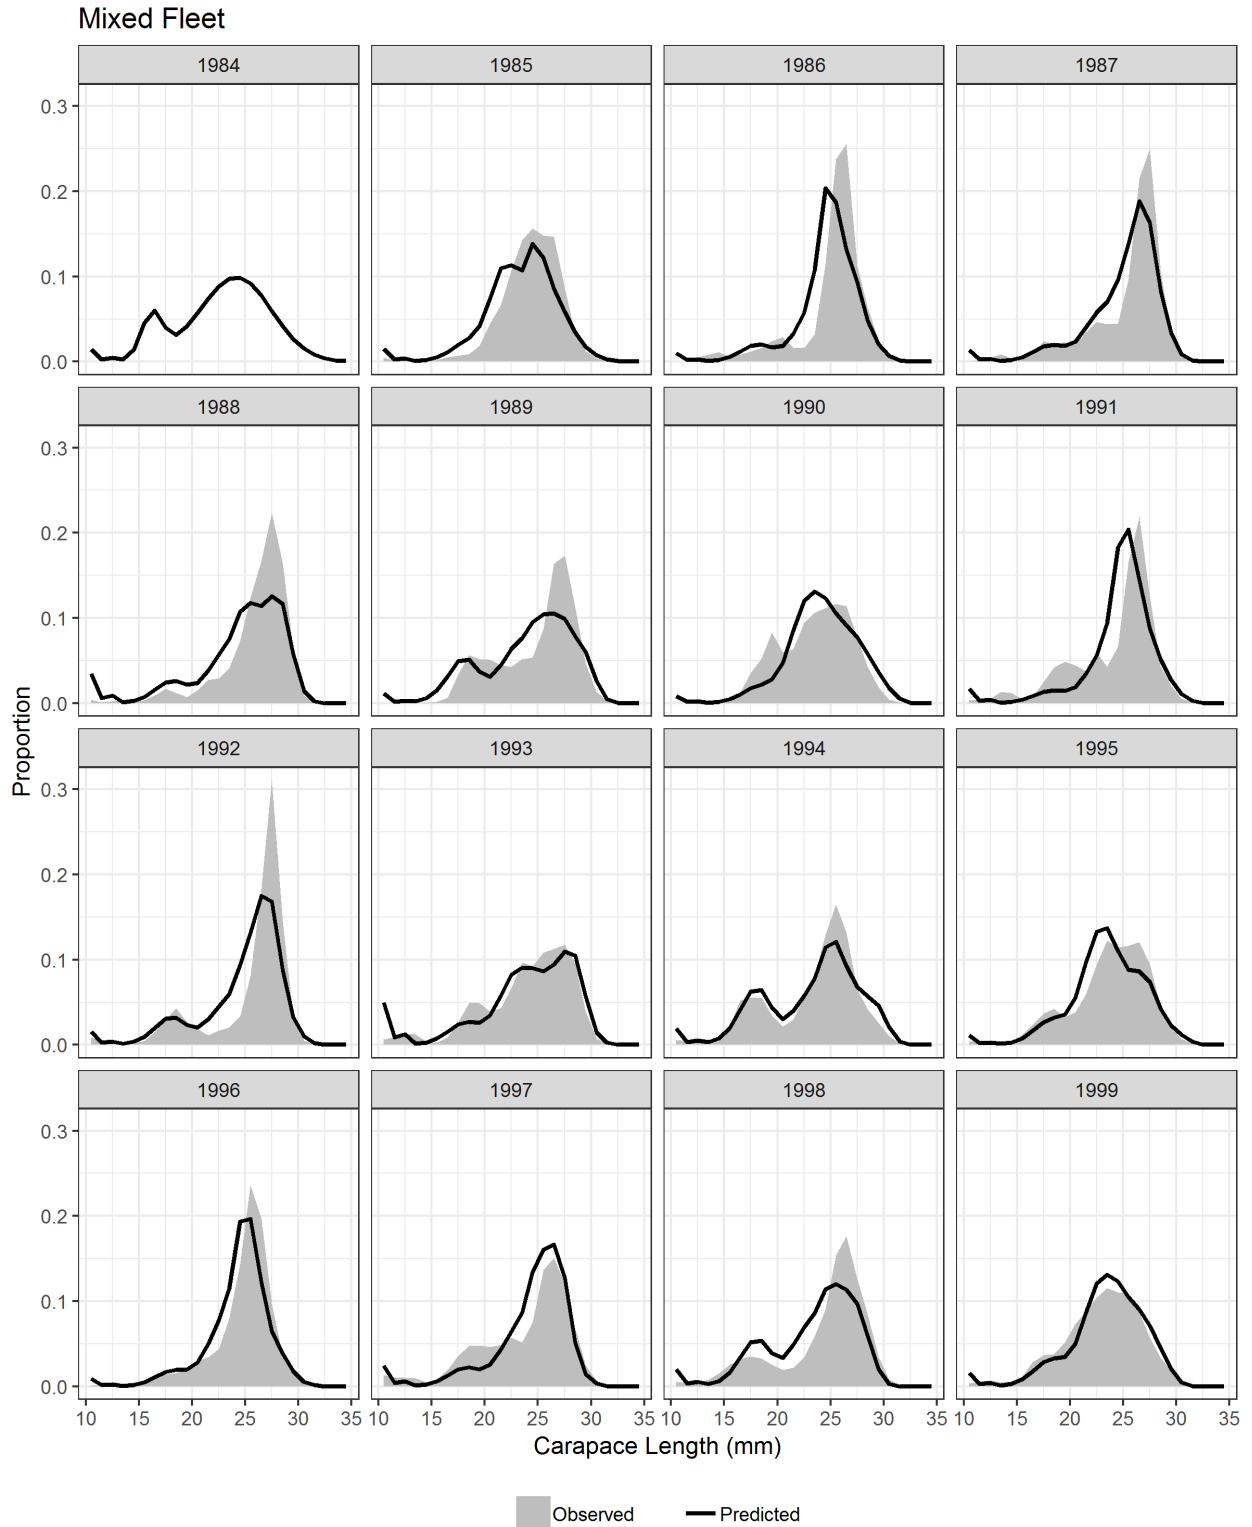 Mixed Fleet
1984 1985 1986 1987
0.3
0.2
0.1
0.0
1988 1989 1990 1991
0.3
0.2
0.1
0.0
1992 1993 1994 1995
0.3
0.2
0.1
0.0
1996 1997 1998 1999
0.3
0.2
0.1
0.0
Proportion
10 15 20 25 30 35 10 15 20 25 30 35 10 15 20 25 30 35 10 15 20 25 30 35
Carapace Length (mm)
Observed Predicted